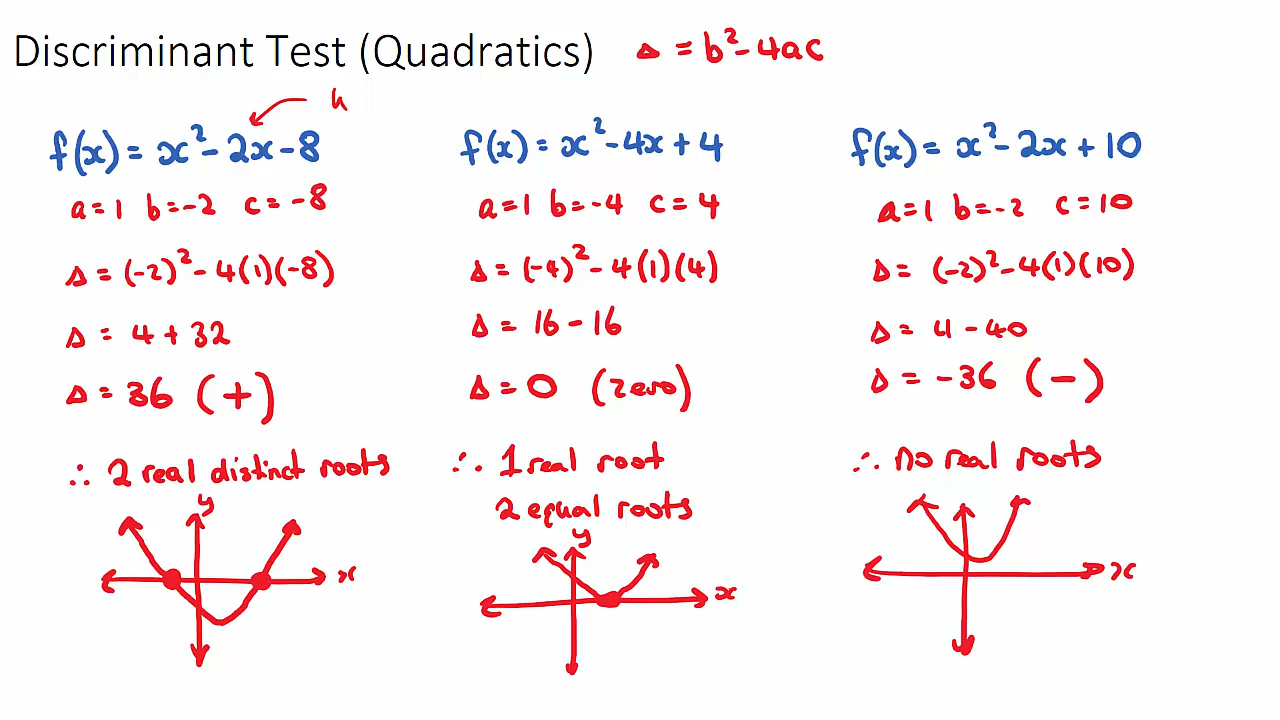 Discriminant Test (Quadratics) Δ = b² - 4ac
f(x) = x² - 2x - 8
a = 1 b = -2 c = -8
Δ = (-2)² - 4(1)(-8)
Δ = 4 + 32
Δ = 36 (+)
∴ 2 real distinct roots
y
x
f(x) = x² - 4x + 4
a = 1 b = -4 c = 4
Δ = (-4)² - 4(1)(4)
Δ = 16 - 16
Δ = 0 (zero)
∴ 1 real root
2 equal roots
y
x
f(x) = x² - 2x + 10
a = 1 b = -2 c = 10
Δ = (-2)² - 4(1)(10)
Δ = 4 - 40
Δ = -36 (-)
∴ no real roots
x